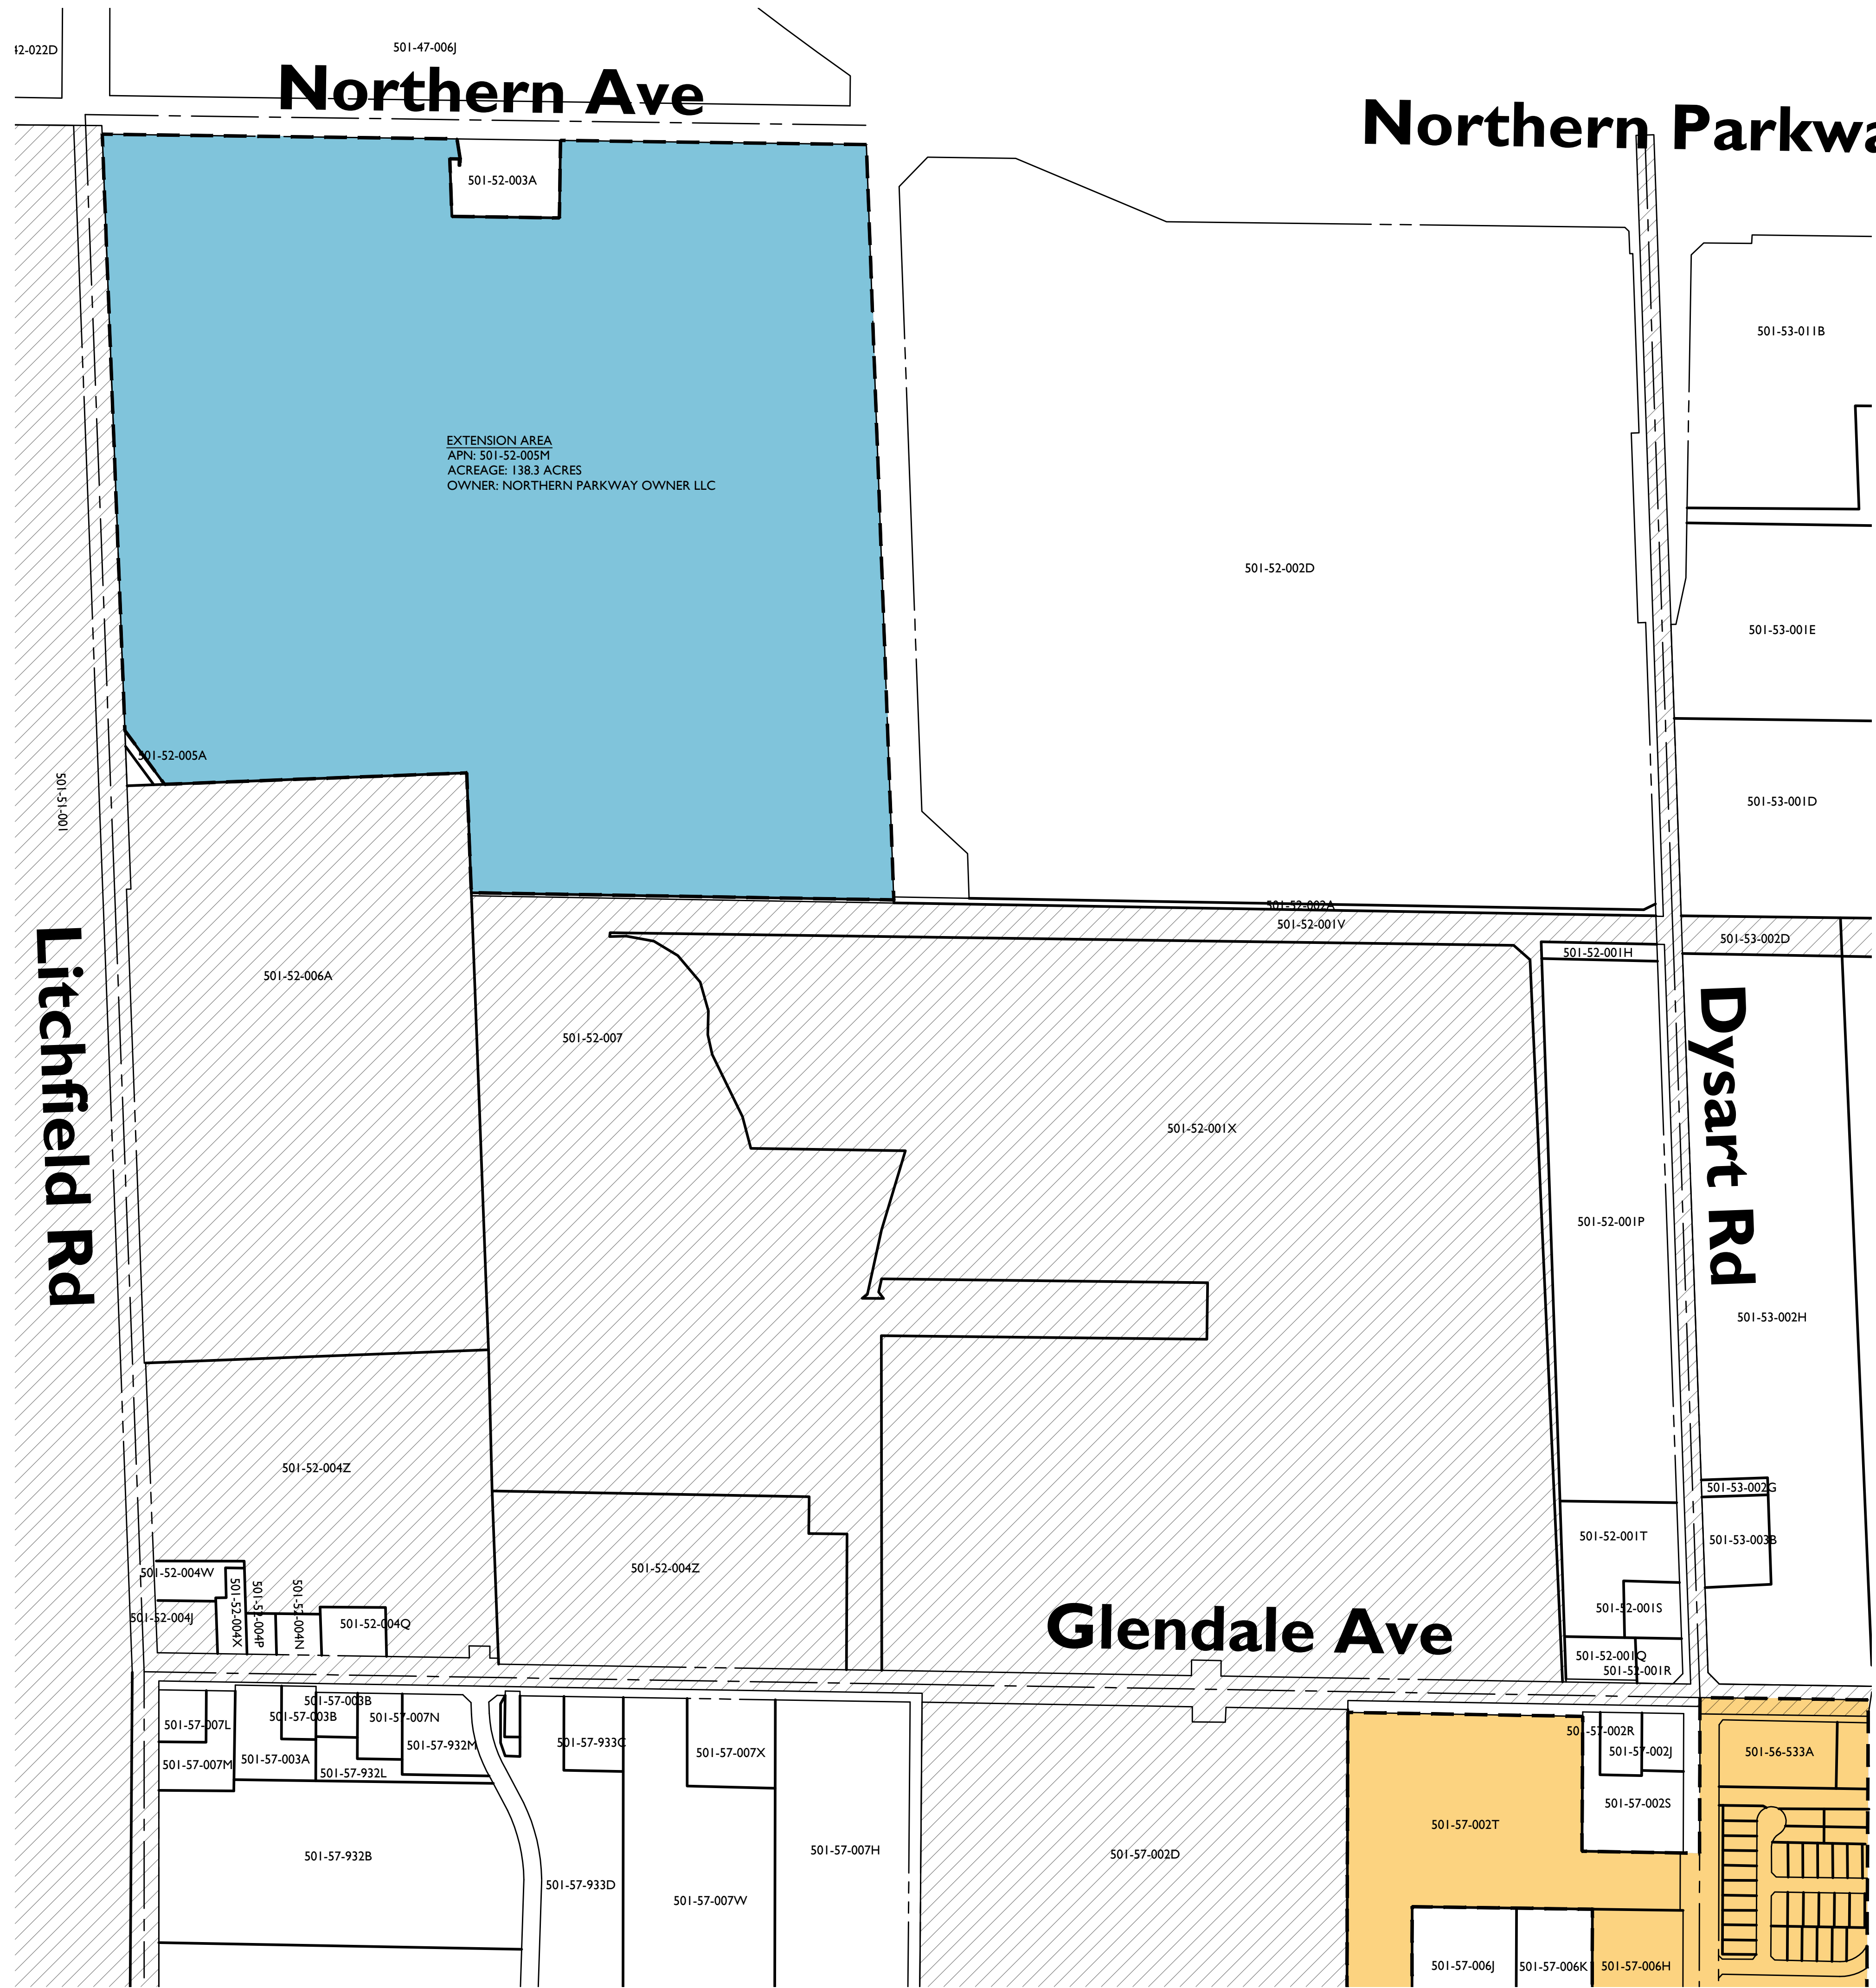 42-022D
501-47-006J
Northern Ave
Northern Parkwa
501-52-003A
501-53-011B
EXTENSION AREA
APN: 501-52-005M
ACREAGE: 138.3 ACRES
OWNER: NORTHERN PARKWAY OWNER LLC
501-52-002D
501-53-001E
501-52-005A
501-51-001
501-53-001D
501-52-002A
501-52-001V
501-53-002D
501-52-001H
501-52-006A
Litchfield Rd
501-52-007
Dysart Rd
501-52-001X
501-52-001P
501-53-002H
501-52-004Z
501-53-002G
501-52-001T
501-53-003B
501-52-004W
501-52-004Z
501-52-004J
501-52-004X
501-52-004P
501-52-004N
501-52-004Q
501-52-001S
Glendale Ave
501-52-001Q
501-52-001R
501-57-003B
501-57-003B
501-57-007N
501-57-007L
501-57-002R
501-57-932M
501-57-933C
501-57-007X
501-57-002J
501-56-533A
501-57-007M
501-57-003A
501-57-932L
501-57-002S
501-57-002T
501-57-932B
501-57-007H
501-57-002D
501-57-933D
501-57-007W
501-57-006J
501-57-006K
501-57-006H